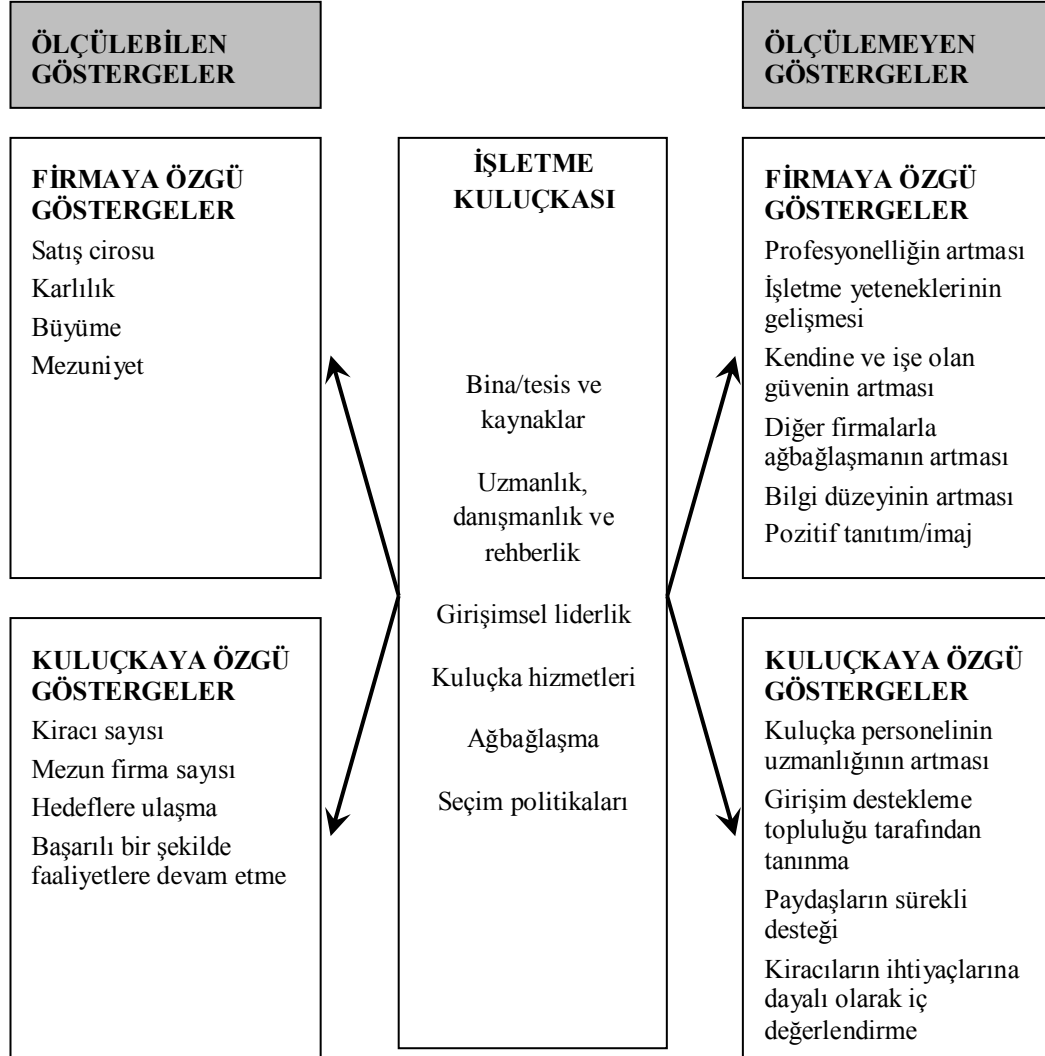 ÖLÇÜLEBİLEN
GÖSTERGELER
FİRMAYA ÖZGÜ
GÖSTERGELER
Satış cirosu
Karlılık
Büyüme
Mezuniyet
KULUÇKAYA ÖZGÜ
GÖSTERGELER
Kiracı sayısı
Mezun firma sayısı
Hedeflere ulaşma
Başarılı bir şekilde
faaliyetlere devam etme
İŞLETME
KULUÇKASI
Bina/tesis ve
kaynaklar
Uzmanlık,
danışmanlık ve
rehberlik
Girişimsel liderlik
Kuluçka hizmetleri
Ağbağlaşma
Seçim politikaları
ÖLÇÜLEMEYEN
GÖSTERGELER
FİRMAYA ÖZGÜ
GÖSTERGELER
Profesyonelliğin artması
İşletme yeteneklerinin
gelişmesi
Kendine ve işe olan
güvenin artması
Diğer firmalarla
ağbağlaşmanın artması
Bilgi düzeyinin artması
Pozitif tanıtım/imaj
KULUÇKAYA ÖZGÜ
GÖSTERGELER
Kuluçka personelinin
uzmanlığının artması
Girişim destekleme
topluluğu tarafından
tanınma
Paydaşların sürekli
desteği
Kiracıların ihtiyaçlarına
dayalı olarak iç
değerlendirme